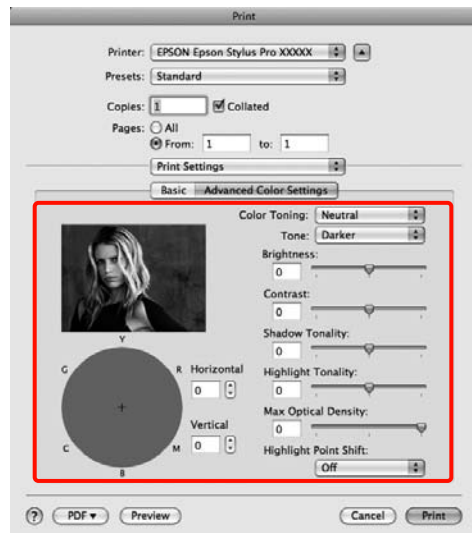 Print
Printer: EPSON Epson Stylus Pro XXXXX
Presets: Standard
Copies: 1 Collated
Pages: All
From: 1 to: 1
Print Settings
Basic Advanced Color Settings
Color Toning: Neutral
Tone: Darker
Brightness:
0
Contrast:
0
Shadow Tonality:
0
Highlight Tonality:
0
Max Optical Density:
0
Highlight Point Shift:
Off
Y
G R
C M
B
Horizontal
0
Vertical
0
? PDF Preview Cancel Print